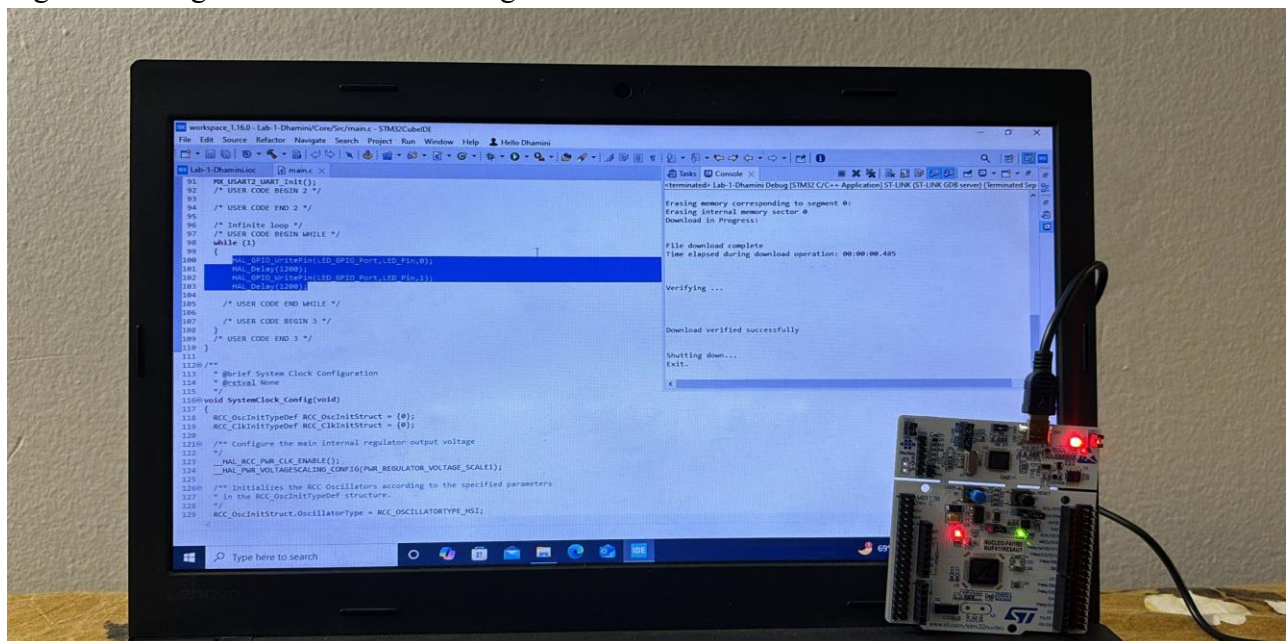 workspace_1.16.0 - Lab-1-Dhamini/Core/Src/main.c - STM32CubeIDE
File Edit Source Refactor Navigate Search Project Run Window Help Hello Dhamini
Lab-1-Dhamini.ioc main.c
91 MX_USART2_UART_Init();
92 /* USER CODE BEGIN 2 */
93
94 /* USER CODE END 2 */
95
96 /* Infinite loop */
97 /* USER CODE BEGIN WHILE */
98 while (1)
99 {
100 HAL_GPIO_WritePin(LED_GPIO_Port,LED_Pin,0);
101 HAL_Delay(1200);
102 HAL_GPIO_WritePin(LED_GPIO_Port,LED_Pin,1);
103 HAL_Delay(1200);
104
105 /* USER CODE END WHILE */
106
107 /* USER CODE BEGIN 3 */
108 }
109 /* USER CODE END 3 */
110 }
111
112 /**
113 * @brief System Clock Configuration
114 * @retval None
115 */
116 void SystemClock_Config(void)
117 {
118 RCC_OscInitTypeDef RCC_OscInitStruct = {0};
119 RCC_ClkInitTypeDef RCC_ClkInitStruct = {0};
120
121 /** Configure the main internal regulator output voltage
122 */
123 __HAL_RCC_PWR_CLK_ENABLE();
124 __HAL_PWR_VOLTAGESCALING_CONFIG(PWR_REGULATOR_VOLTAGE_SCALE1);
125
126 /** Initializes the RCC Oscillators according to the specified parameters
127 * in the RCC_OscInitTypeDef structure.
128 */
129 RCC_OscInitStruct.OscillatorType = RCC_OSCILLATORTYPE_HSI;
Tasks Console
<terminated> Lab-1-Dhamini Debug [STM32 C/C++ Application] ST-LINK (ST-LINK GDB server) [Terminated Sep
Erasing memory corresponding to segment 0:
Erasing internal memory sector 0
Download in Progress:
File download complete
Time elapsed during download operation: 00:00:00.485
Verifying ...
Download verified successfully
Shutting down...
Exit.
Type here to search
IDE
69°
Lenovo
RESET
NUCLEO-F411RE
www.st.com/stm32nucleo